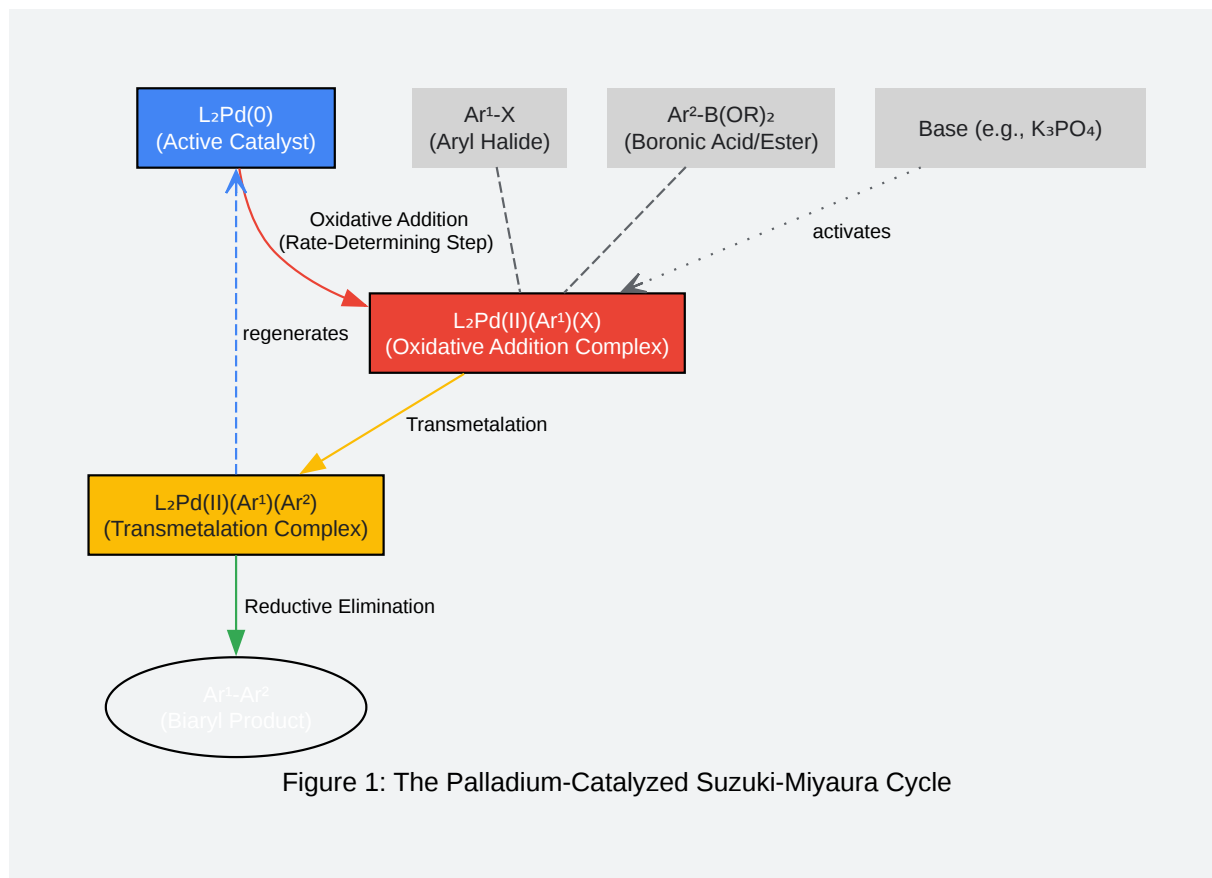 L₂Pd(0)
(Active Catalyst)
Ar¹-X
(Aryl Halide)
Ar²-B(OR)₂
(Boronic Acid/Ester)
Base (e.g., K₃PO₄)
Oxidative Addition
(Rate-Determining Step)
activates
L₂Pd(II)(Ar¹)(X)
(Oxidative Addition Complex)
regenerates
Transmetalation
L₂Pd(II)(Ar¹)(Ar²)
(Transmetalation Complex)
Reductive Elimination
Ar¹-Ar²
(Biaryl Product)
Figure 1: The Palladium-Catalyzed Suzuki-Miyaura Cycle